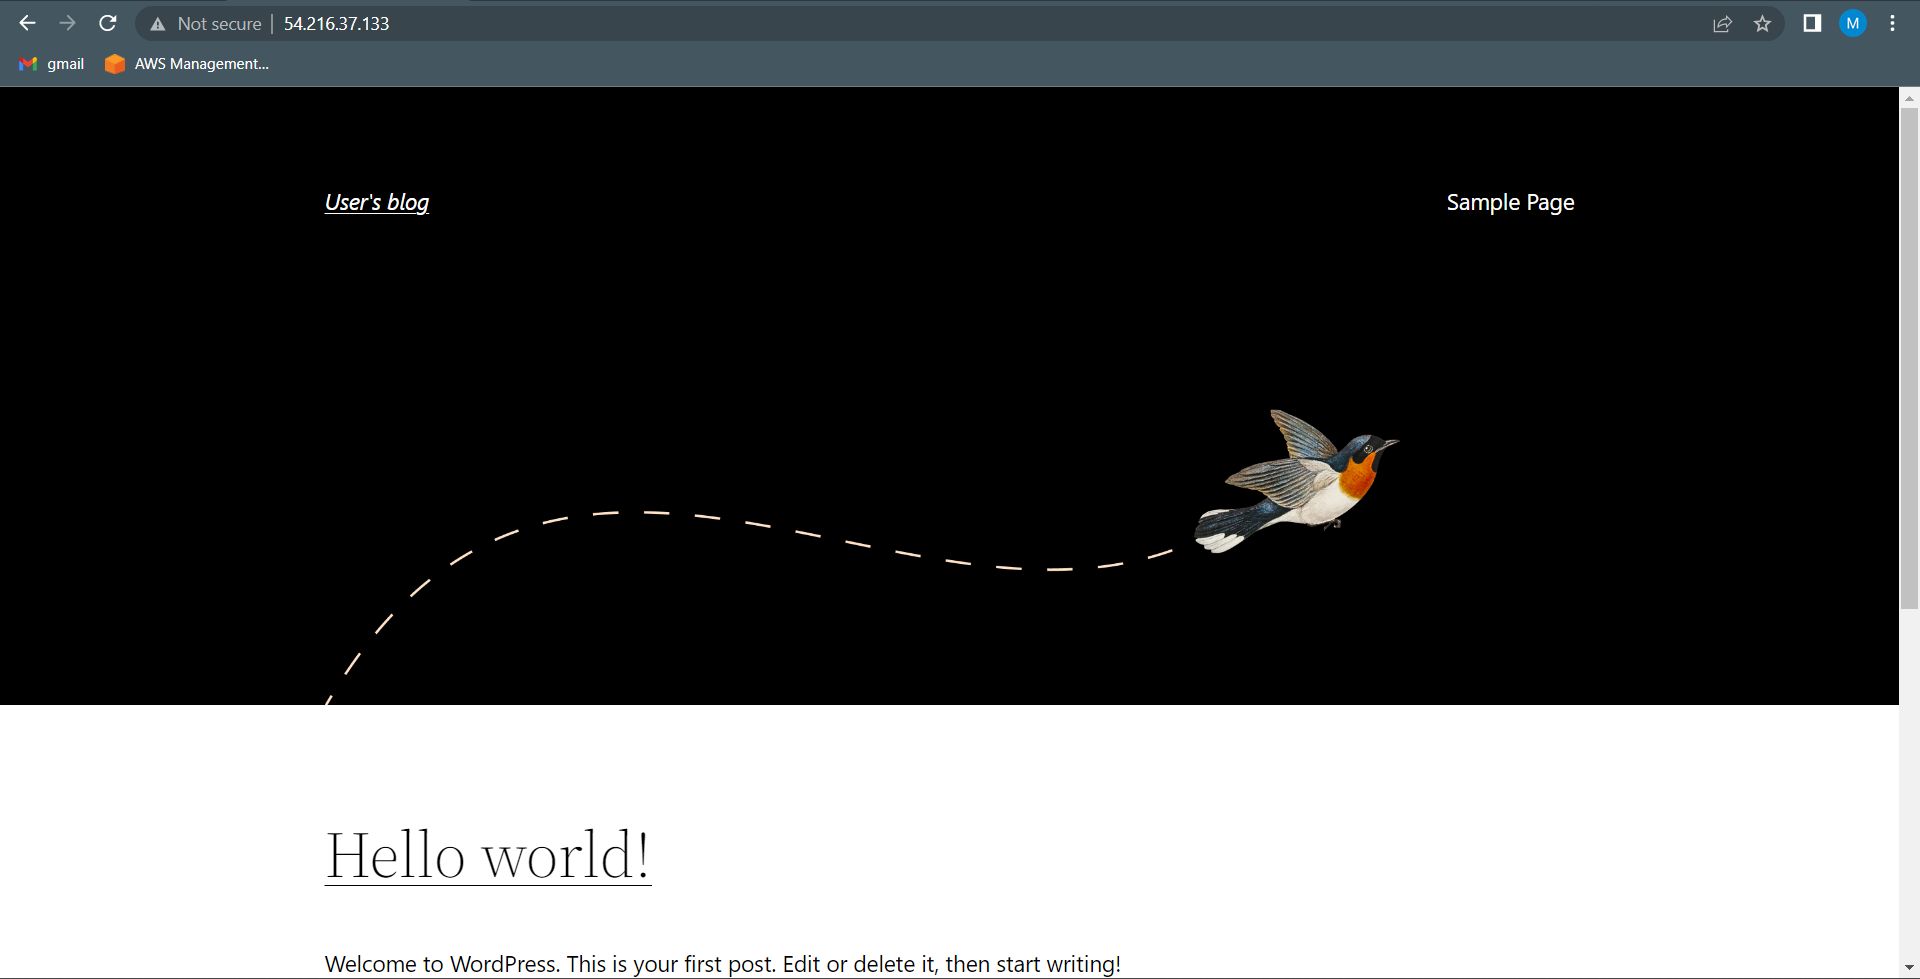 Not secure | 54.216.37.133
M
gmail
AWS Management...
User's blog
Sample Page
Hello world!
Welcome to WordPress. This is your first post. Edit or delete it, then start writing!